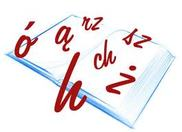 ó ą rz sz
ch
h ż